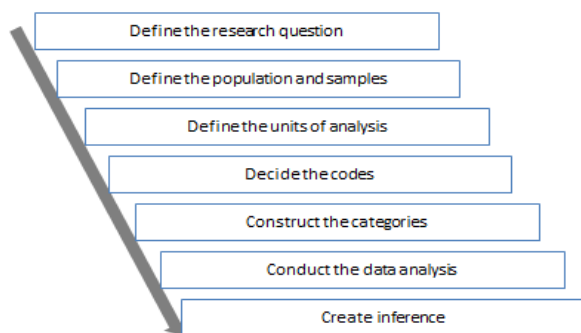 Define the research question
Define the population and samples
Define the units of analysis
Decide the codes
Construct the categories
Conduct the data analysis
Create inference